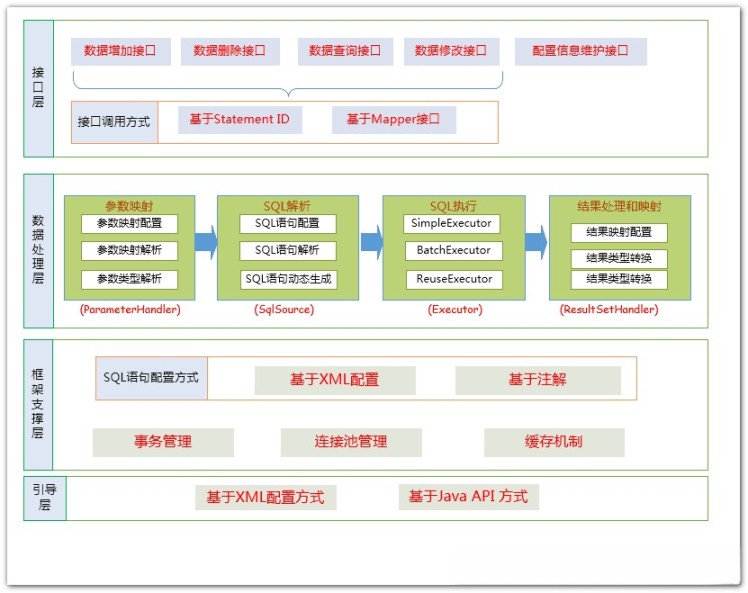 接口层
数据增加接口
数据删除接口
数据查询接口
数据修改接口
配置信息维护接口
接口调用方式
基于Statement ID
基于Mapper接口
数据处理层
参数映射
参数映射配置
参数映射解析
参数类型解析
(ParameterHandler)
SQL解析
SQL语句配置
SQL语句解析
SQL语句动态生成
(SqlSource)
SQL执行
SimpleExecutor
BatchExecutor
ReuseExecutor
(Executor)
结果处理和映射
结果映射配置
结果类型转换
结果类型转换
(ResultSetHandler)
框架支撑层
SQL语句配置方式
基于XML配置
基于注解
事务管理
连接池管理
缓存机制
引导层
基于XML配置方式
基于Java API 方式